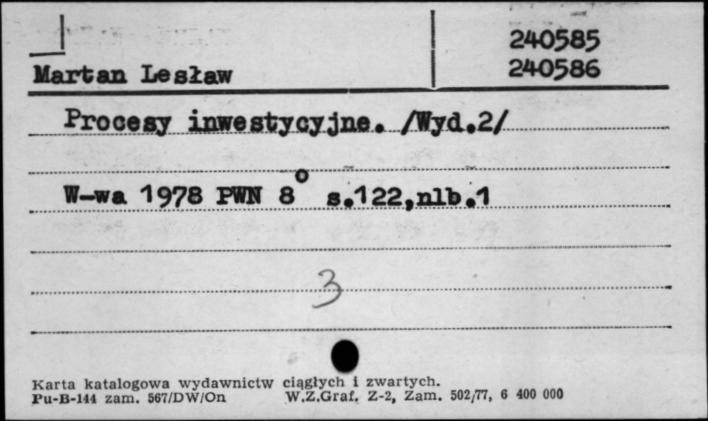 240585
Martan Lesław 240586
Procesy inwestycyjne. /Wyd.2/
W-wa 1978 PWN 8° s.122,nlb.1
3
Karta katalogowa wydawnictw ciągłych i zwartych.
Pu-B-144 zam. 567/DW/On W.Z.Graf. Z-2, Zam. 502/77, 6 400 000